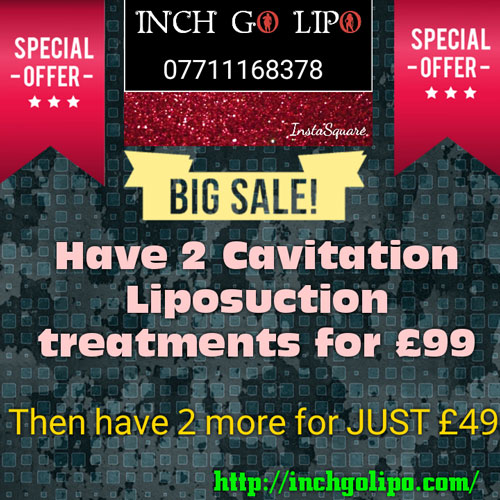 INCH GO LIPO
07711168378
SPECIAL
-OFFER-
SPECIAL
-OFFER-
InstaSquare
BIG SALE!
Have 2 Cavitation
Liposuction
treatments for £99
Then have 2 more for JUST £49
http://inchgolipo.com/